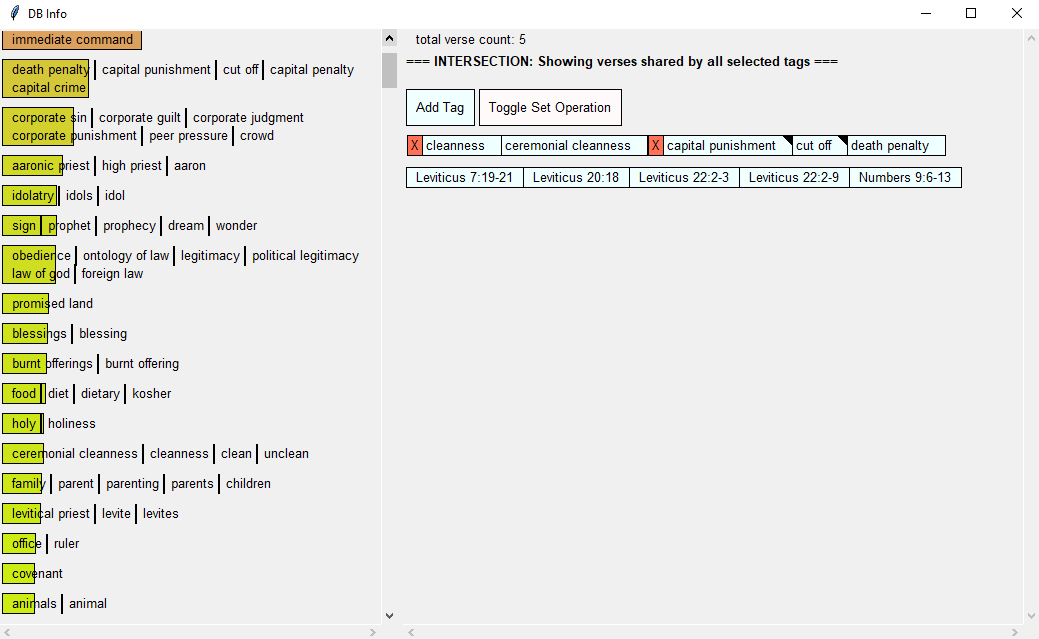 DB Info
immediate command
death penalty | capital punishment | cut off | capital penalty
capital crime
corporate sin | corporate guilt | corporate judgment
corporate punishment | peer pressure | crowd
aaronic priest | high priest | aaron
idolatry | idols | idol
sign | prophet | prophecy | dream | wonder
obedience | ontology of law | legitimacy | political legitimacy
law of god | foreign law
promised land
blessings | blessing
burnt offerings | burnt offering
food | diet | dietary | kosher
holy | holiness
ceremonial cleanness | cleanness | clean | unclean
family | parent | parenting | parents | children
levitical priest | levite | levites
office | ruler
covenant
animals | animal
total verse count: 5
=== INTERSECTION: Showing verses shared by all selected tags ===
Add Tag Toggle Set Operation
X cleanness ceremonial cleanness X capital punishment cut off death penalty
Leviticus 7:19-21 Leviticus 20:18 Leviticus 22:2-3 Leviticus 22:2-9 Numbers 9:6-13